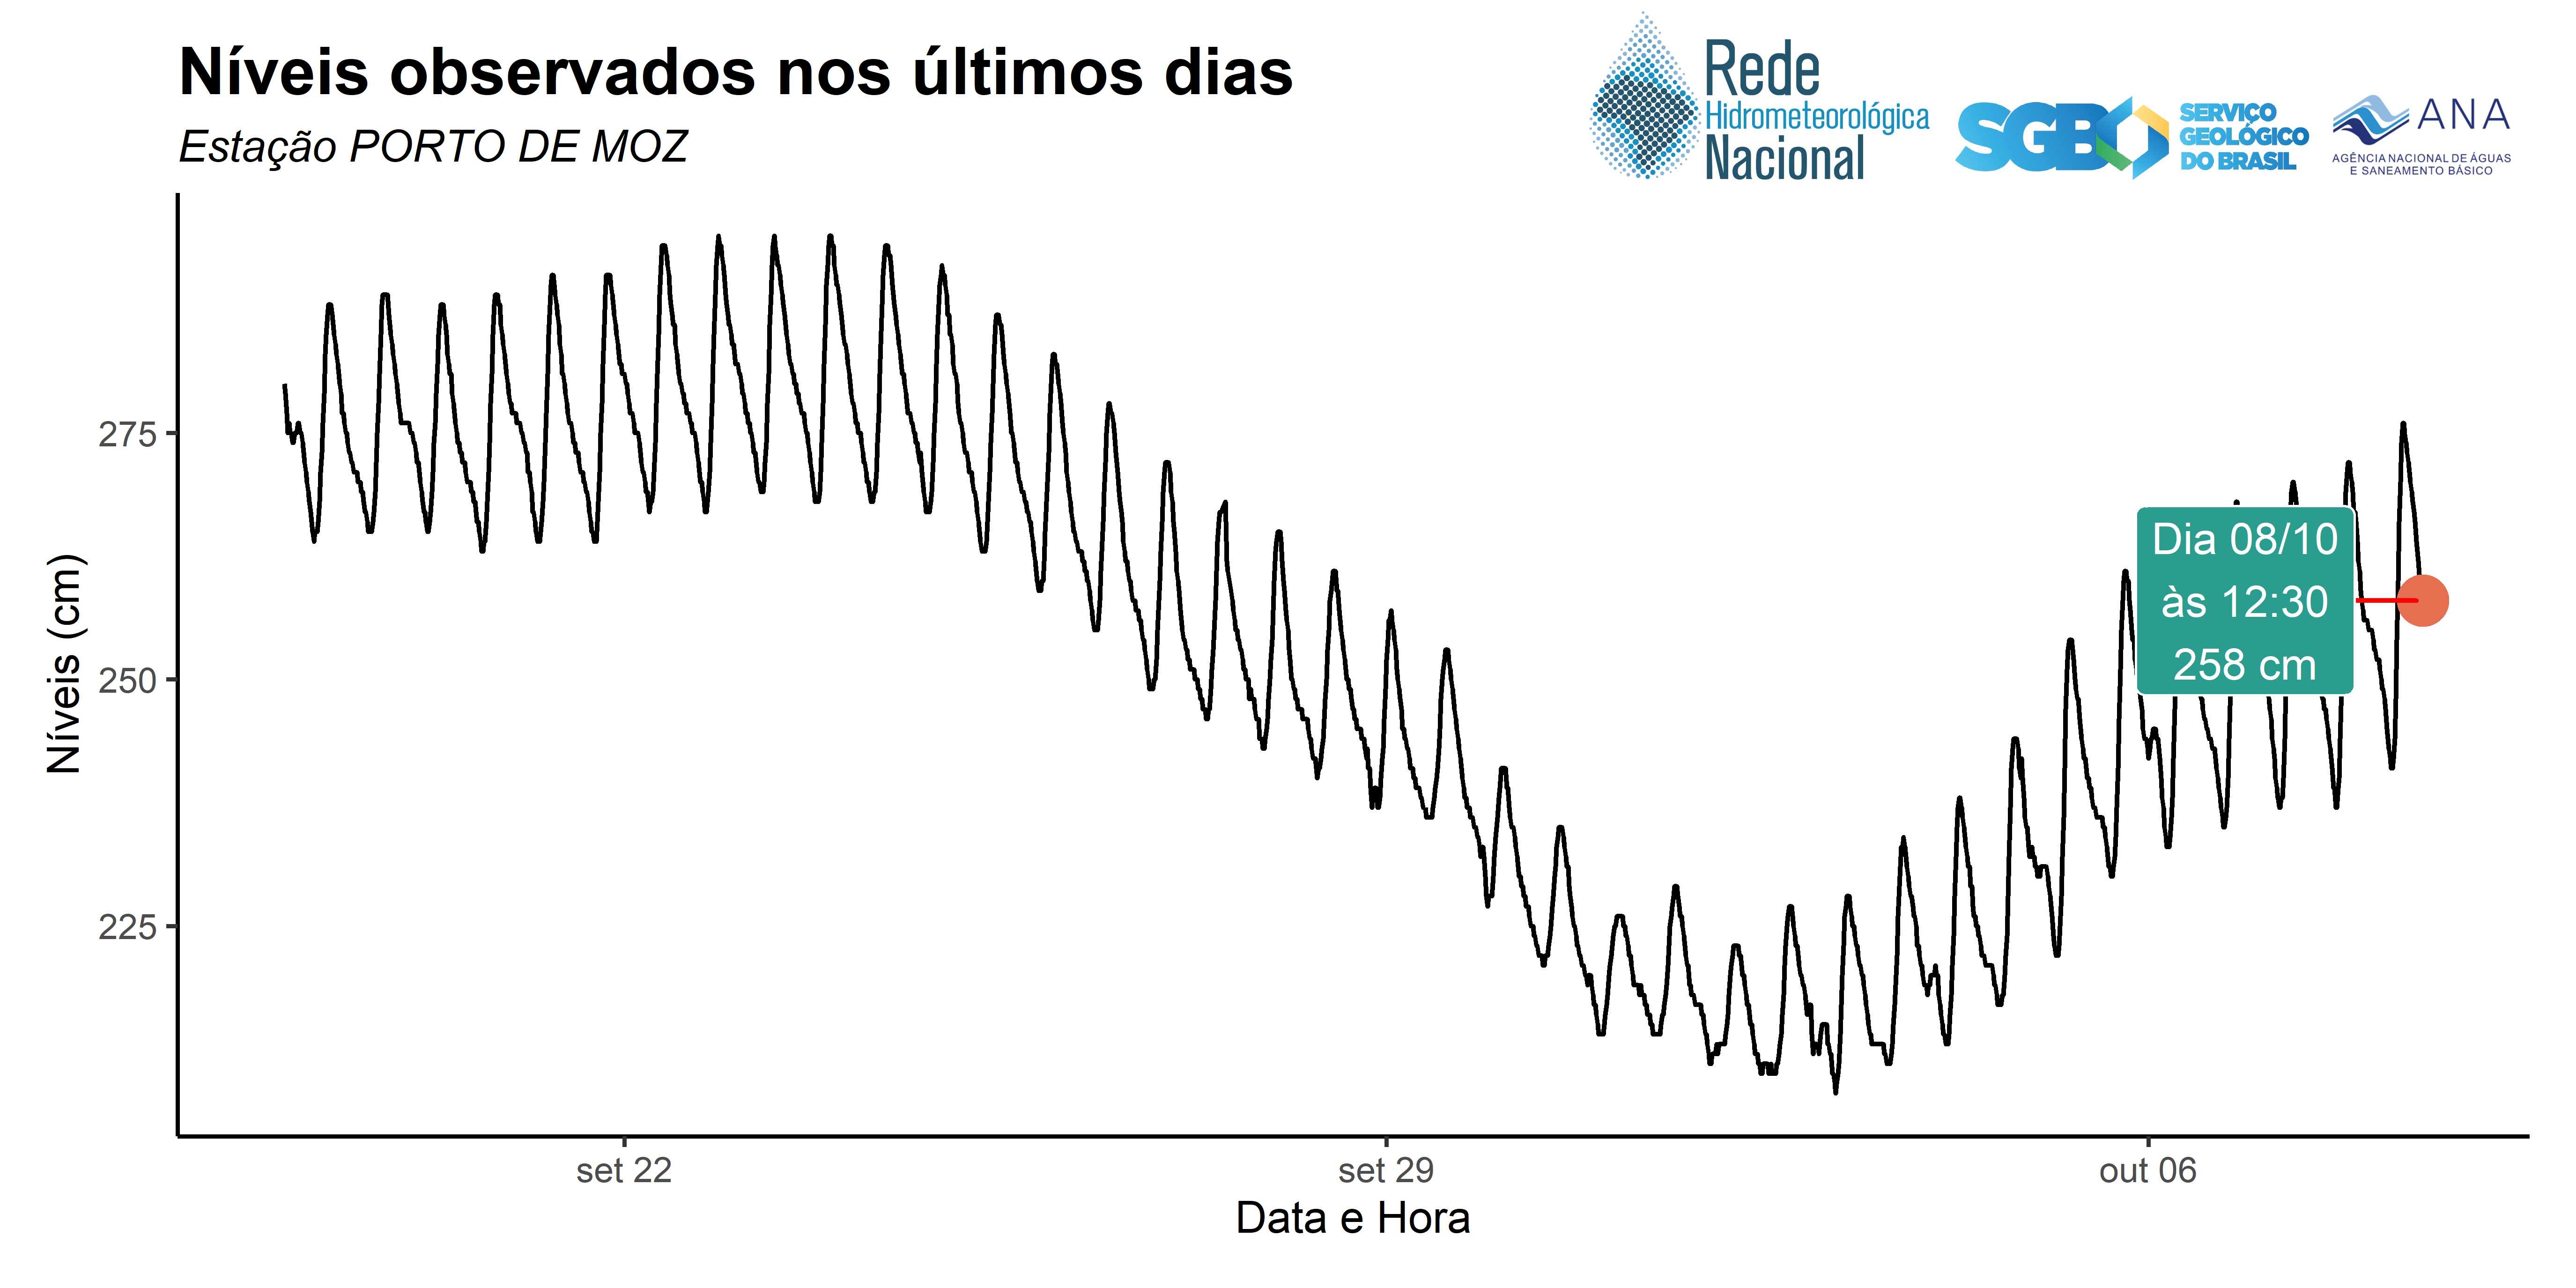 Níveis observados nos últimos dias
Estação PORTO DE MOZ
Rede
Hidrometeorológica
Nacional
SGB
SERVIÇO
GEOLÓGICO
DO BRASIL
ANA
AGÊNCIA NACIONAL DE ÁGUAS
E SANEAMENTO BÁSICO
Níveis (cm)
275
250
225
Dia 08/10
às 12:30
258 cm
set 22
set 29
out 06
Data e Hora